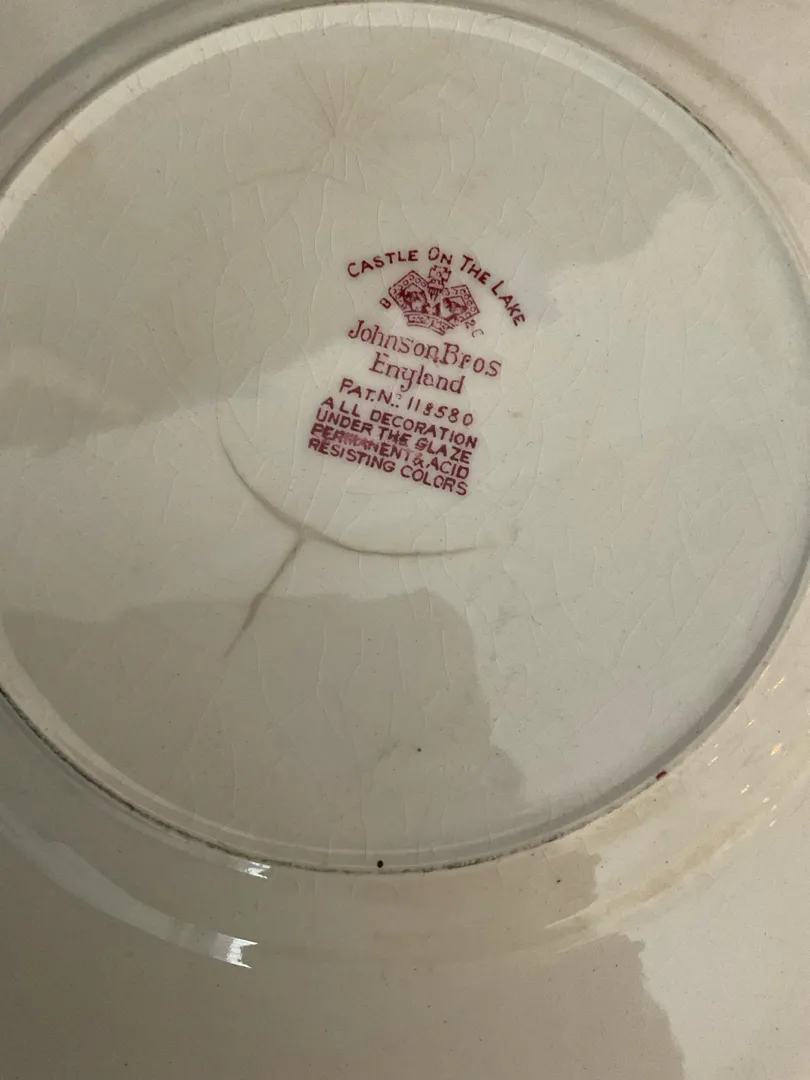 CASTLE ON THE LAKE
B 2 C
Johnson Bros
England
PAT. No: 118580
ALL DECORATION
UNDER THE GLAZE
PERMANENT & ACID
RESISTING COLORS